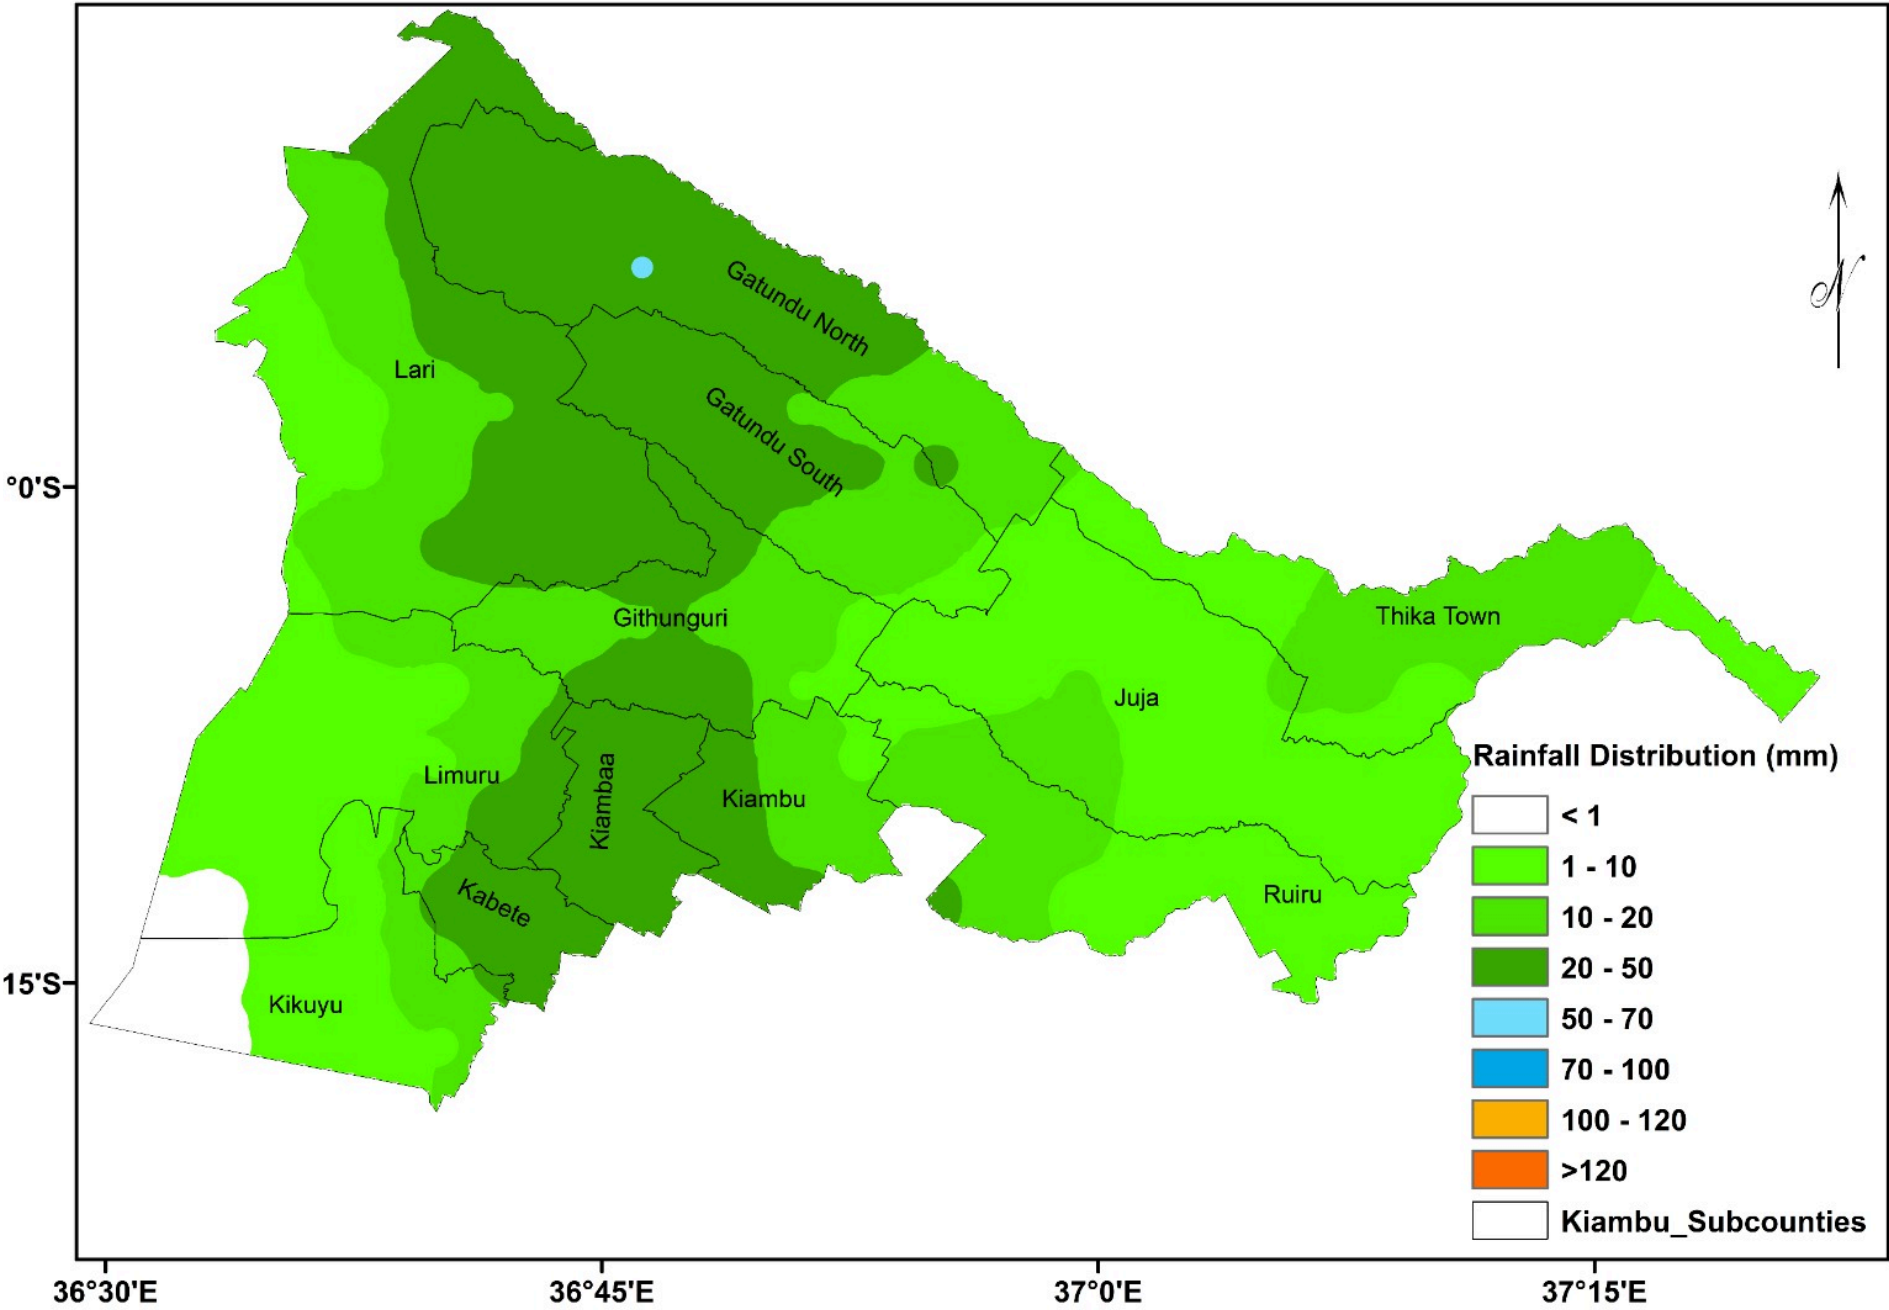 N
Gatundu North
Lari
Gatundu South
°0'S
Githunguri
Thika Town
Juja
Limuru
Kiambaa
Kiambu
Kabete
Ruiru
15'S
Kikuyu
Rainfall Distribution (mm)
< 1
1 - 10
10 - 20
20 - 50
50 - 70
70 - 100
100 - 120
>120
Kiambu_Subcounties
36°30'E
36°45'E
37°0'E
37°15'E